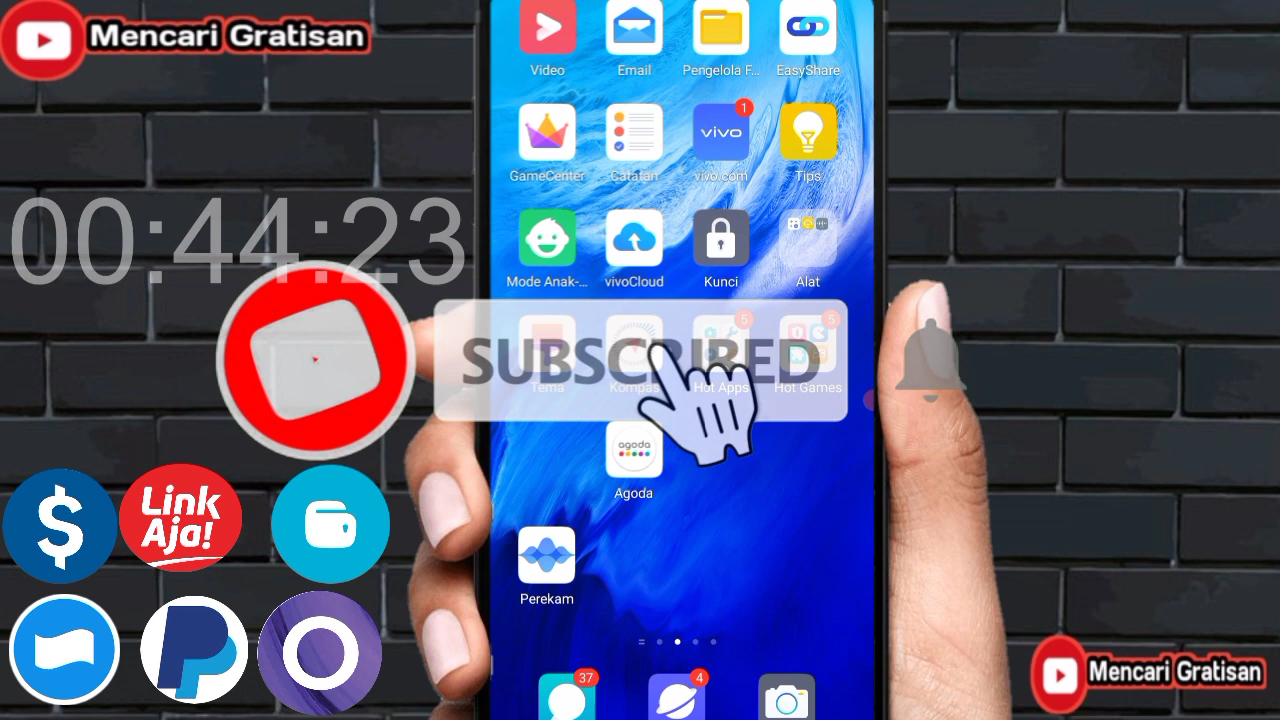 Mencari Gratisan
Video
Email
Pengelola F...
EasyShare
1
vivo
GameCenter
Catatan
vivo.com
Tips
00:44:23
Mode Anak-...
vivoCloud
Kunci
Alat
5
5
SUBSCRIBED
Tema
Kompas
Hot Apps
Hot Games
agoda
Agoda
$
Link
Aja!
Perekam
37
4
Mencari Gratisan